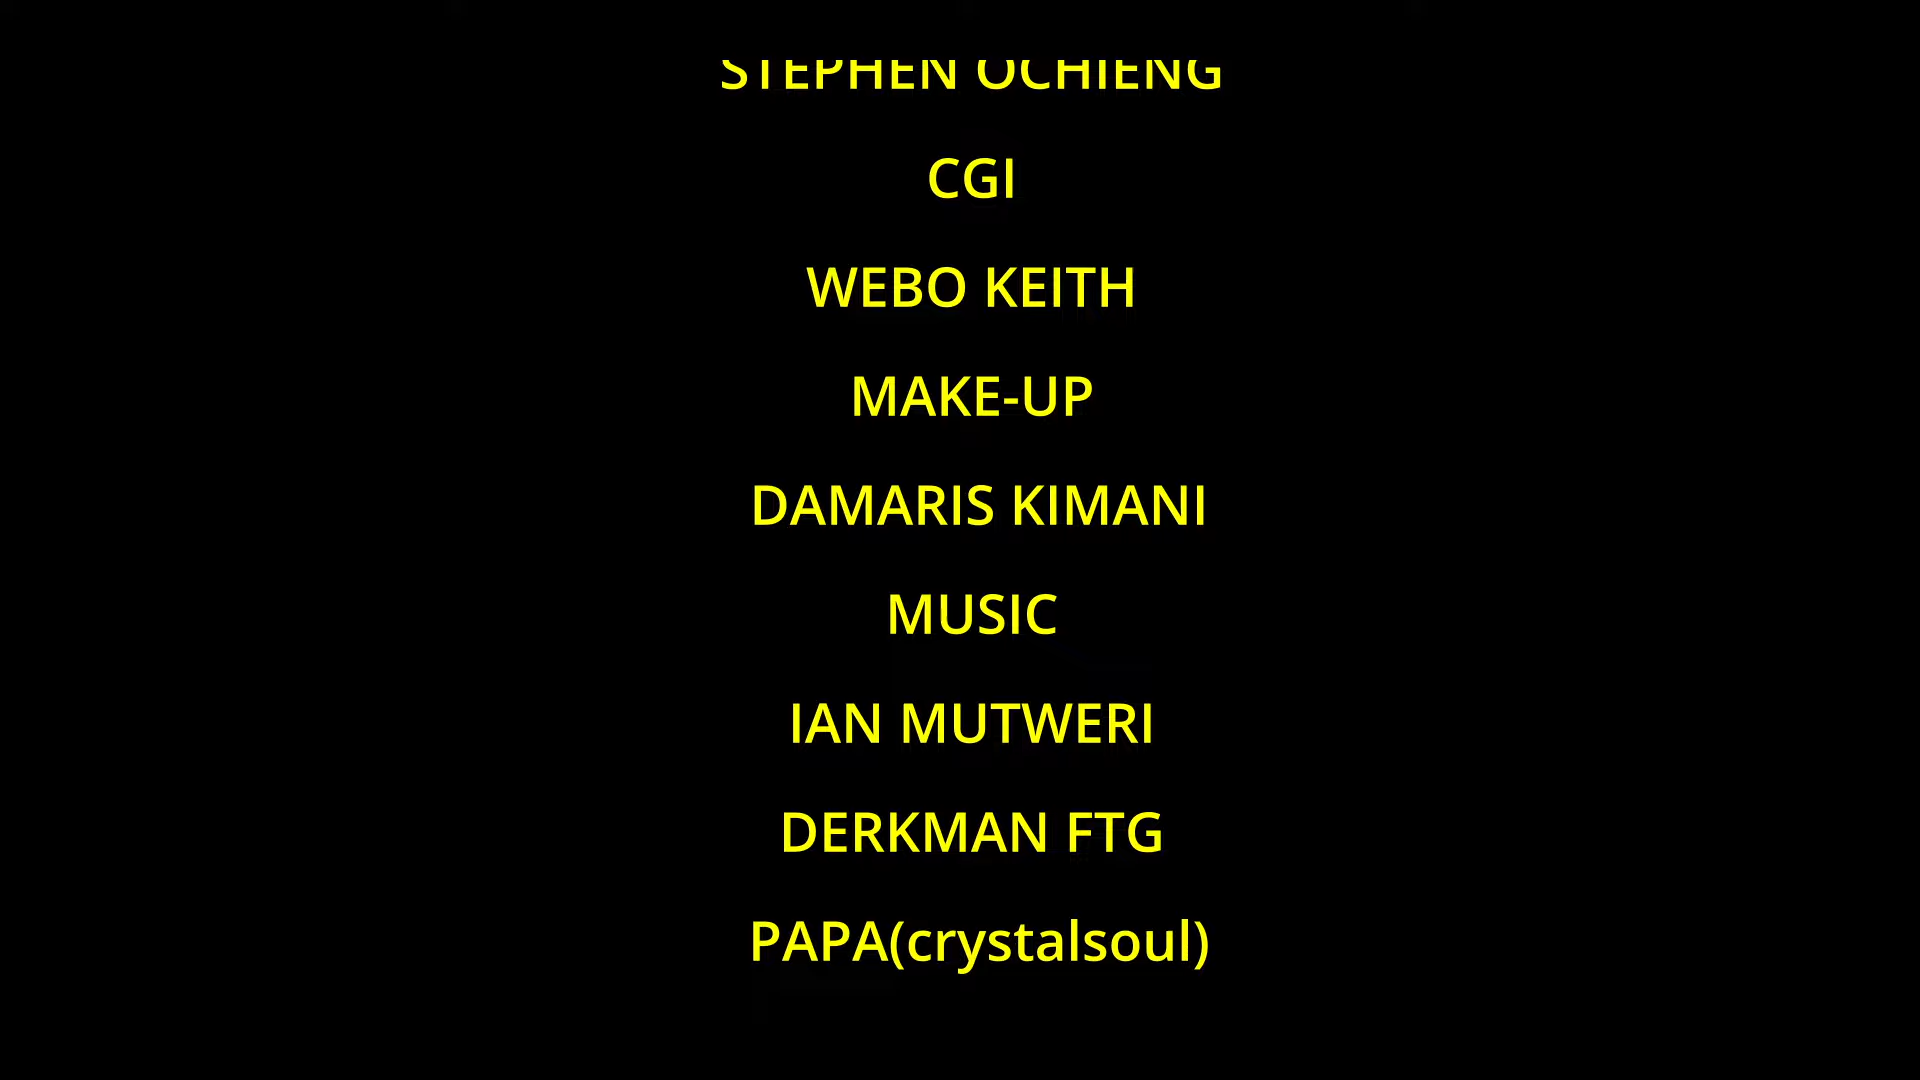 STEPHEN OCHIENG
CGI
WEBO KEITH
MAKE-UP
DAMARIS KIMANI
MUSIC
IAN MUTWERI
DERKMAN FTG
PAPA(crystalsoul)